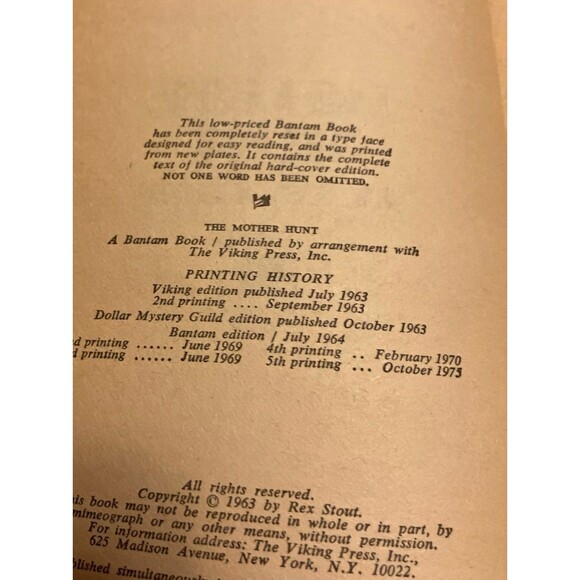 This low-priced Bantam Book
has been completely reset in a type face
designed for easy reading, and was printed
from new plates. It contains the complete
text of the original hard-cover edition.
NOT ONE WORD HAS BEEN OMITTED.
THE MOTHER HUNT
A Bantam Book / published by arrangement with
The Viking Press, Inc.
PRINTING HISTORY
Viking edition published July 1963
2nd printing .... September 1963
Dollar Mystery Guild edition published October 1963
Bantam edition / July 1964
printing ...... June 1969 4th printing .. February 1970
printing ...... June 1969 5th printing ... October 1975
All rights reserved.
Copyright © 1963 by Rex Stout.
his book may not be reproduced in whole or in part, by
mimeograph or any other means, without permission.
For information address: The Viking Press, Inc.,
625 Madison Avenue, New York, N.Y. 10022.
blished simultaneously